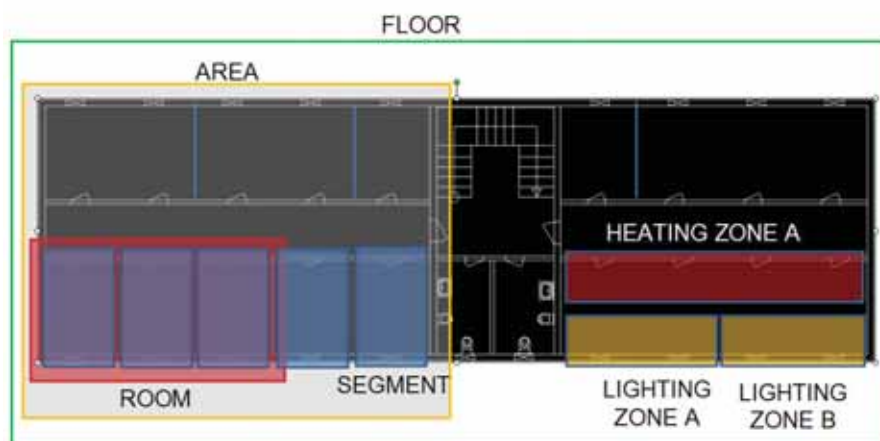 FLOOR
AREA
HEATING ZONE A
ROOM
SEGMENT
LIGHTING
ZONE A
LIGHTING
ZONE B